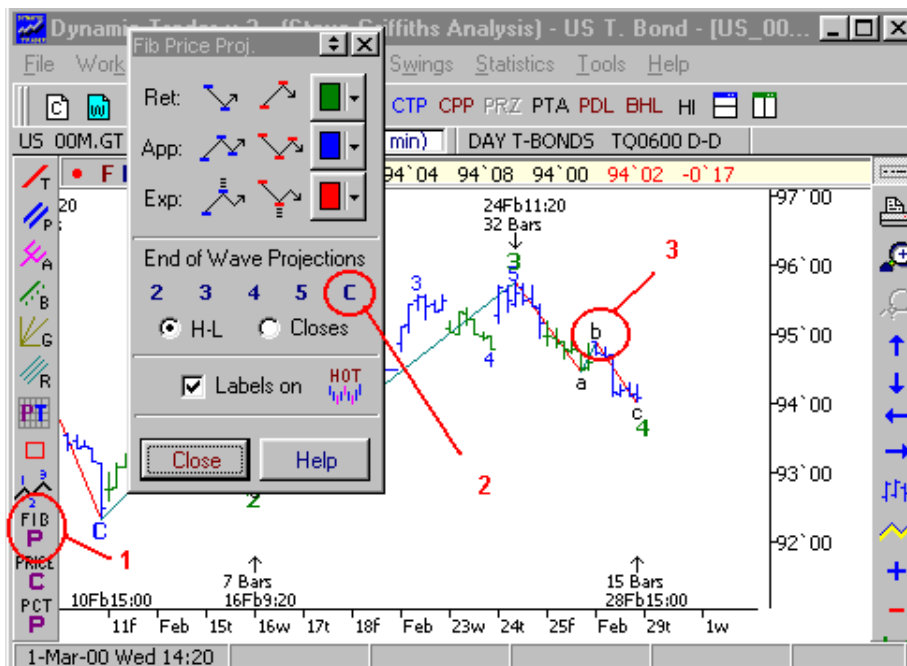 Dynamic Trader v.2 - (Steve Griffiths Analysis) - US T. Bond - [US_00...
Fib Price Proj.
File Work Swings Statistics Tools Help
C W CTP CPP PRZ PTA PDL BHL HI
US 00M.GT min) DAY T-BONDS TQ0600 D-D
F 94`04 94`08 94`00 94`02 -0`17
Ret:
App:
Exp:
End of Wave Projections
2 3 4 5 C
H-L Closes
Labels on HOT
Close Help
T
P
A
B
G
R
PT
1 3
2
FIB
P
PRICE
C
PCT
P
20
24Fb11:20
32 Bars
3
3
5
4
b
a
c
4
C
2
1
2
3
97`00
96`00
95`00
94`00
93`00
92`00
7 Bars
16Fb9:20
15 Bars
28Fb15:00
10Fb15:00
11f Feb 15t 16w 17t 18f Feb 23w 24t 25f Feb 29t 1w
1-Mar-00 Wed 14:20